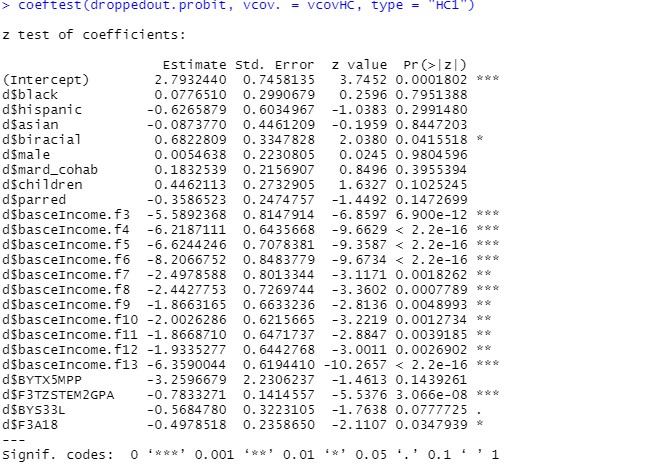 > coeftest(droppedout.probit, vcov. = vcovHC, type = "HC1")
z test of coefficients:
Estimate Std. Error z value Pr(>|z|)
(Intercept) 2.7932440 0.7458135 3.7452 0.0001802 ***
d$black 0.0776510 0.2990679 0.2596 0.7951388
d$hispanic -0.6265879 0.6034967 -1.0383 0.2991480
d$asian -0.0873770 0.4461209 -0.1959 0.8447203
d$biracial 0.6822809 0.3347828 2.0380 0.0415518 *
d$male 0.0054638 0.2230805 0.0245 0.9804596
d$mard_cohab 0.1832539 0.2156907 0.8496 0.3955394
d$children 0.4462113 0.2732905 1.6327 0.1025245
d$parred -0.3586523 0.2474757 -1.4492 0.1472699
d$basceIncome.f3 -5.5892368 0.8147914 -6.8597 6.900e-12 ***
d$basceIncome.f4 -6.2187111 0.6435668 -9.6629 < 2.2e-16 ***
d$basceIncome.f5 -6.6244246 0.7078381 -9.3587 < 2.2e-16 ***
d$basceIncome.f6 -8.2066752 0.8483779 -9.6734 < 2.2e-16 ***
d$basceIncome.f7 -2.4978588 0.8013344 -3.1171 0.0018262 **
d$basceIncome.f8 -2.4427753 0.7269744 -3.3602 0.0007789 ***
d$basceIncome.f9 -1.8663165 0.6633236 -2.8136 0.0048993 **
d$basceIncome.f10 -2.0026286 0.6215665 -3.2219 0.0012734 **
d$basceIncome.f11 -1.8668710 0.6471737 -2.8847 0.0039185 **
d$basceIncome.f12 -1.9335277 0.6442768 -3.0011 0.0026902 **
d$basceIncome.f13 -6.3590044 0.6194410 -10.2657 < 2.2e-16 ***
d$BYTX5MPP -3.2596679 2.2306237 -1.4613 0.1439261
d$F3TZSTEM2GPA -0.7833271 0.1414557 -5.5376 3.066e-08 ***
d$BYS33L -0.5684780 0.3223105 -1.7638 0.0777725 .
d$F3A18 -0.4978518 0.2358650 -2.1107 0.0347939 *
---
Signif. codes: 0 ‘***’ 0.001 ‘**’ 0.01 ‘*’ 0.05 ‘.’ 0.1 ‘ ’ 1